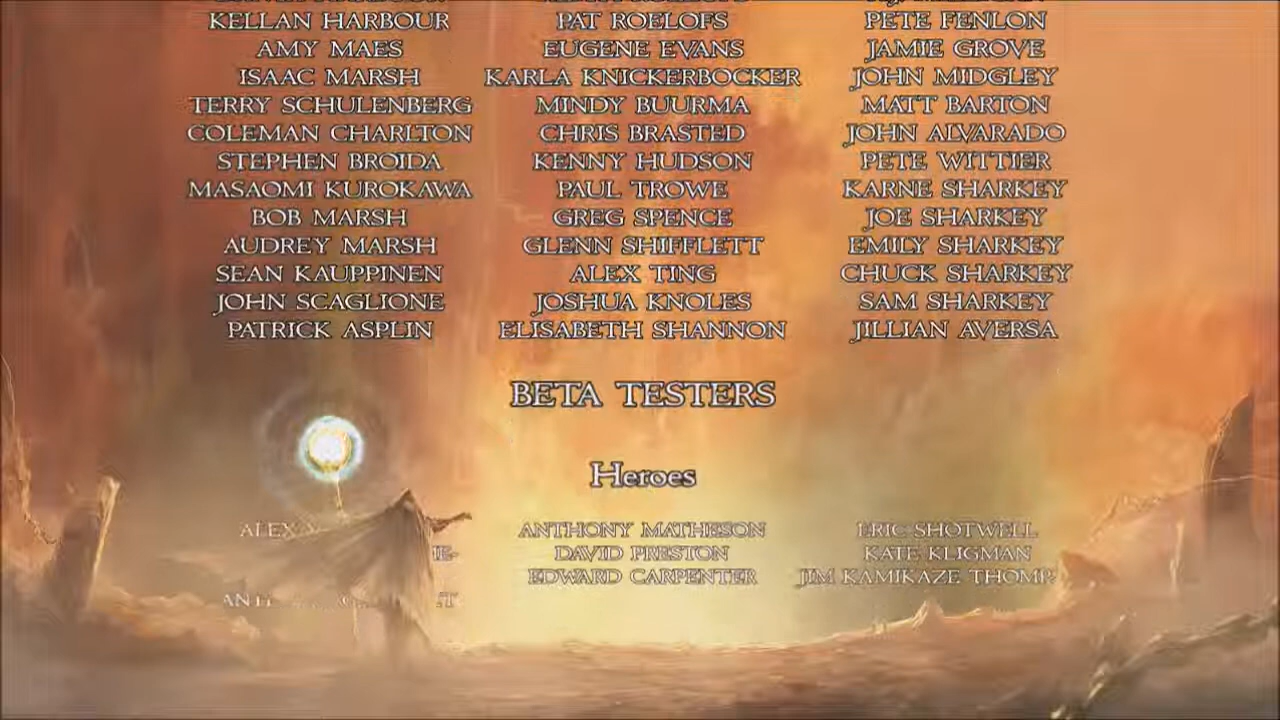 KELLAN HARBOUR PAT ROELOFS PETE FENLON
AMY MAES EUGENE EVANS JAMIE GROVE
ISAAC MARSH KARLA KNICKERBOCKER JOHN MIDGLEY
TERRY SCHULENBERG MINDY BUURMA MATT BARTON
COLEMAN CHARLTON CHRIS BRASTED JOHN ALVARADO
STEPHEN BROIDA KENNY HUDSON PETE WITTIER
MASAOMI KUROKAWA PAUL TROWE KARNE SHARKEY
BOB MARSH GREG SPENCE JOE SHARKEY
AUDREY MARSH GLENN SHIFFLETT EMILY SHARKEY
SEAN KAUPPINEN ALEX TING CHUCK SHARKEY
JOHN SCAGLIONE JOSHUA KNOLES SAM SHARKEY
PATRICK ASPLIN ELISABETH SHANNON JILLIAN AVERSA
BETA TESTERS
Heroes
ALEX ANTHONY MATHESON ERIC SHOTWELL
DAVID PRESTON KATE KLIGMAN
EDWARD CARPENTER JIM KAMIKAZE